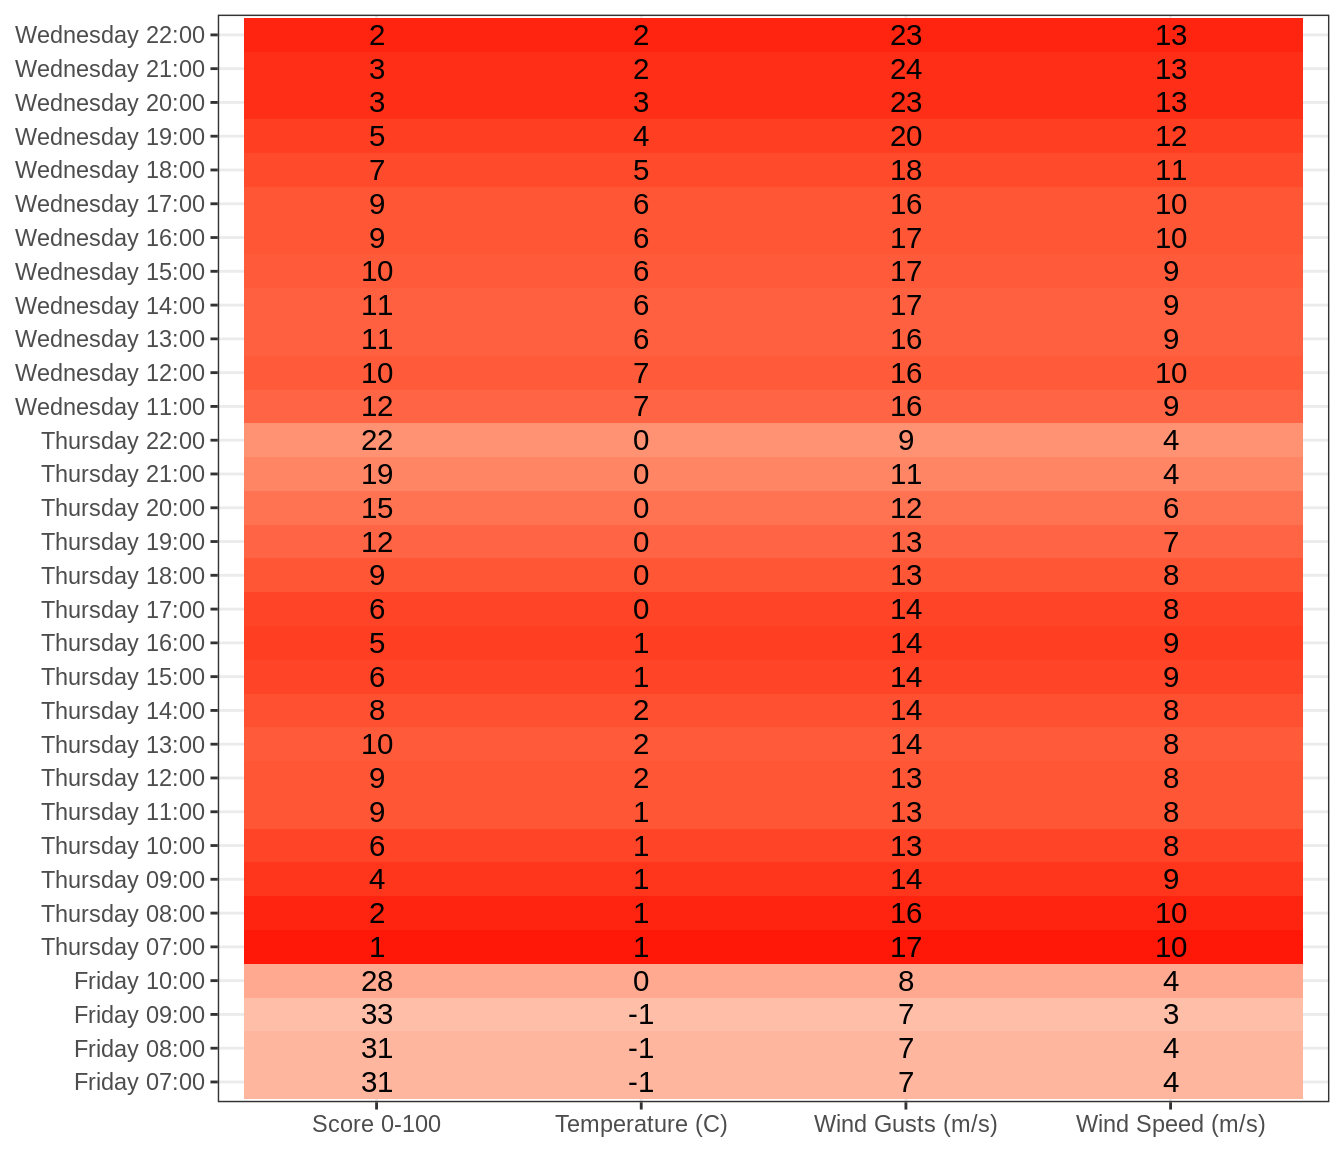 Wednesday 22:00 2 2 23 13
Wednesday 21:00 3 2 24 13
Wednesday 20:00 3 3 23 13
Wednesday 19:00 5 4 20 12
Wednesday 18:00 7 5 18 11
Wednesday 17:00 9 6 16 10
Wednesday 16:00 9 6 17 10
Wednesday 15:00 10 6 17 9
Wednesday 14:00 11 6 17 9
Wednesday 13:00 11 6 16 9
Wednesday 12:00 10 7 16 10
Wednesday 11:00 12 7 16 9
Thursday 22:00 22 0 9 4
Thursday 21:00 19 0 11 4
Thursday 20:00 15 0 12 6
Thursday 19:00 12 0 13 7
Thursday 18:00 9 0 13 8
Thursday 17:00 6 0 14 8
Thursday 16:00 5 1 14 9
Thursday 15:00 6 1 14 9
Thursday 14:00 8 2 14 8
Thursday 13:00 10 2 14 8
Thursday 12:00 9 2 13 8
Thursday 11:00 9 1 13 8
Thursday 10:00 6 1 13 8
Thursday 09:00 4 1 14 9
Thursday 08:00 2 1 16 10
Thursday 07:00 1 1 17 10
Friday 10:00 28 0 8 4
Friday 09:00 33 -1 7 3
Friday 08:00 31 -1 7 4
Friday 07:00 31 -1 7 4
Score 0-100 Temperature (C) Wind Gusts (m/s) Wind Speed (m/s)